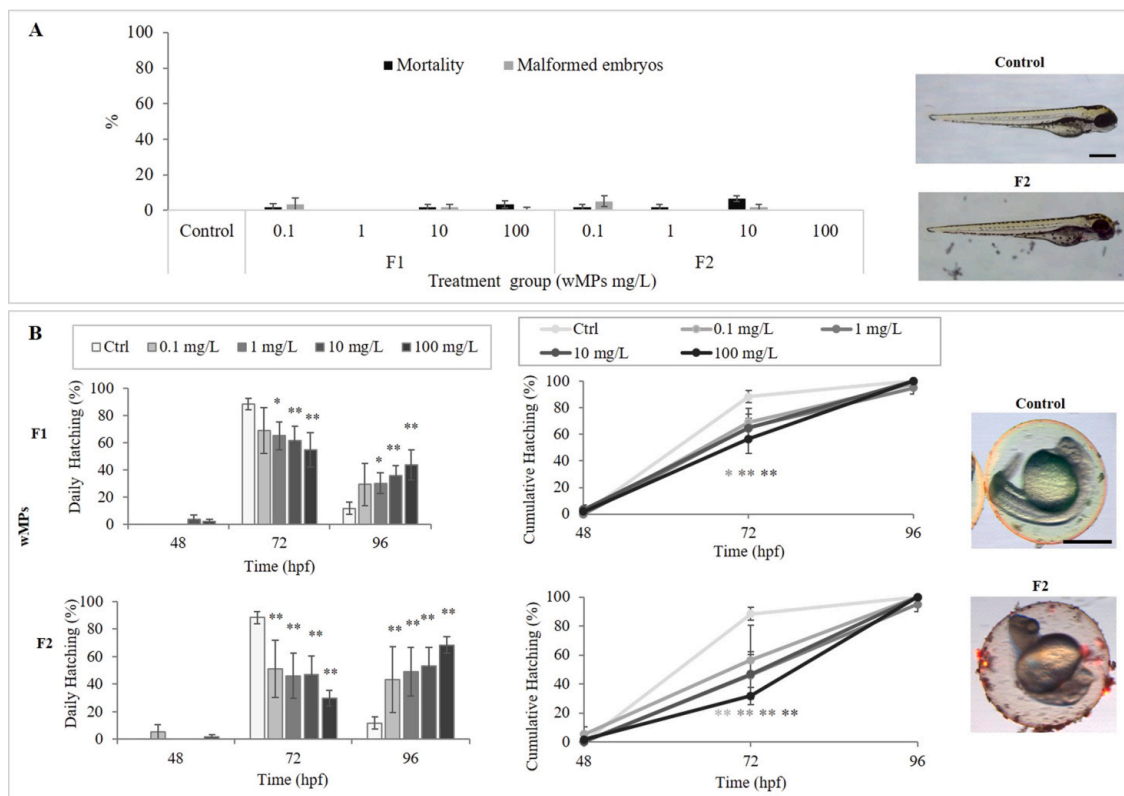 A
100
80
60
40
20
0
%
Mortality Malformed embryos
Control 0.1 1 10 100 0.1 1 10 100
F1 F2
Treatment group (wMPs mg/L)
Control
F2
B
Ctrl 0.1 mg/L 1 mg/L 10 mg/L 100 mg/L
Ctrl 0.1 mg/L 1 mg/L
10 mg/L 100 mg/L
wMPs
F1
Daily Hatching (%)
100
80
60
40
20
0
* ** **
* ** **
48 72 96
Time (hpf)
Cumulative Hatching (%)
100
80
60
40
20
0
* ** **
48 72 96
Time (hpf)
Control
F2
Daily Hatching (%)
100
80
60
40
20
0
** ** ** **
** ** ** **
48 72 96
Time (hpf)
Cumulative Hatching (%)
100
80
60
40
20
0
** ** ** **
48 72 96
Time (hpf)
F2